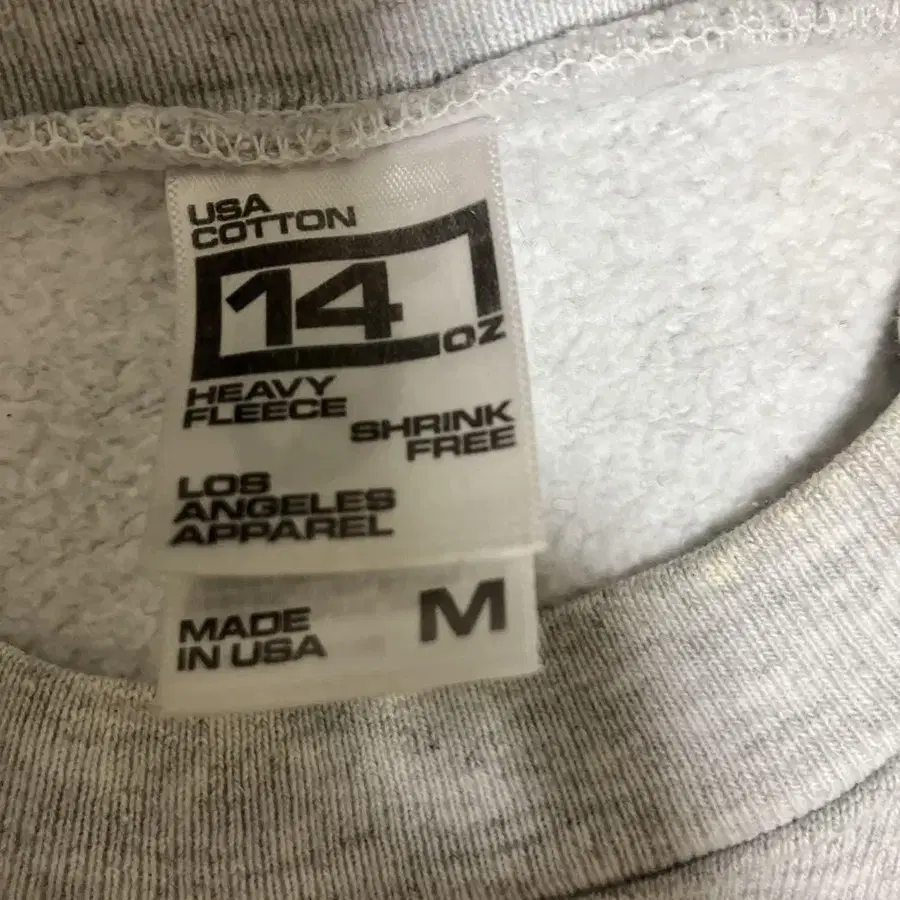 USA
COTTON
14
OZ
HEAVY
FLEECE
SHRINK
FREE
LOS
ANGELES
APPAREL
MADE
IN USA
M